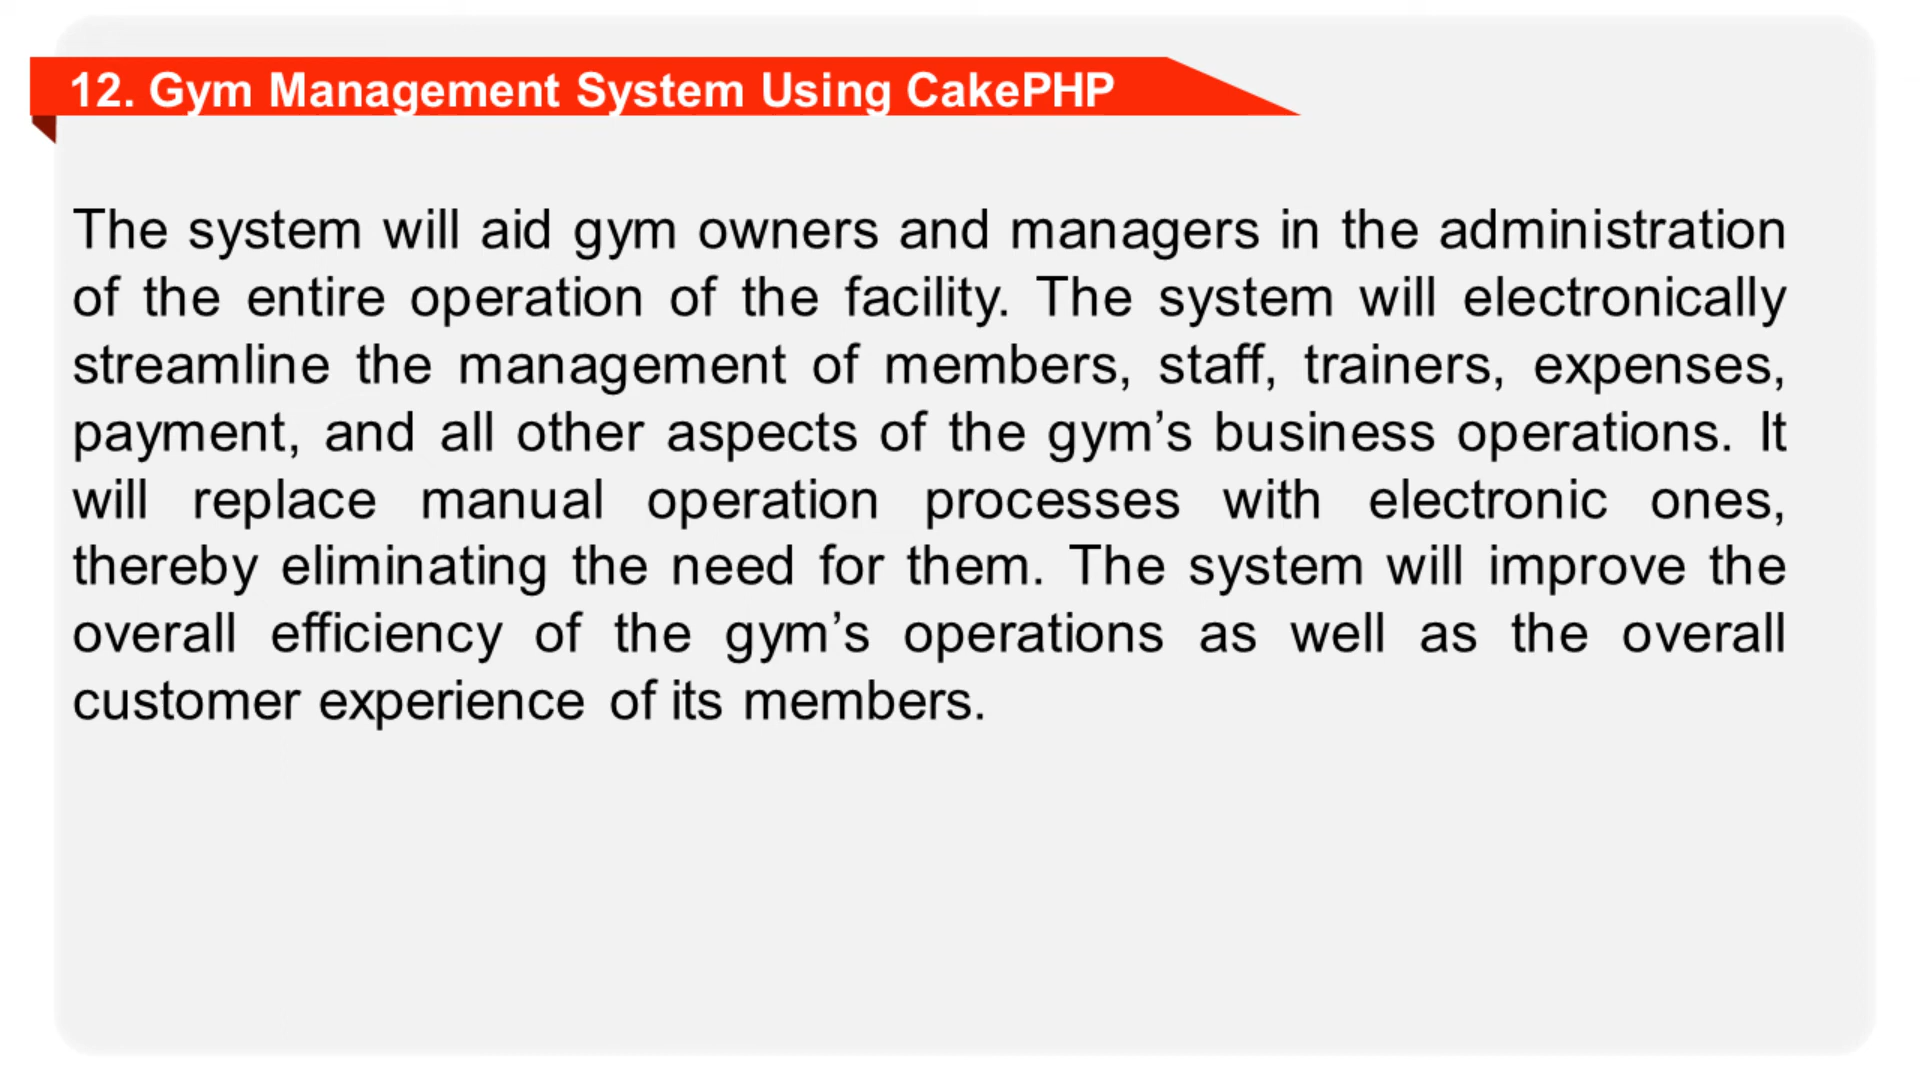 12. Gym Management System Using CakePHP
The system will aid gym owners and managers in the administration
of the entire operation of the facility. The system will electronically
streamline the management of members, staff, trainers, expenses,
payment, and all other aspects of the gym’s business operations. It
will replace manual operation processes with electronic ones,
thereby eliminating the need for them. The system will improve the
overall efficiency of the gym’s operations as well as the overall
customer experience of its members.